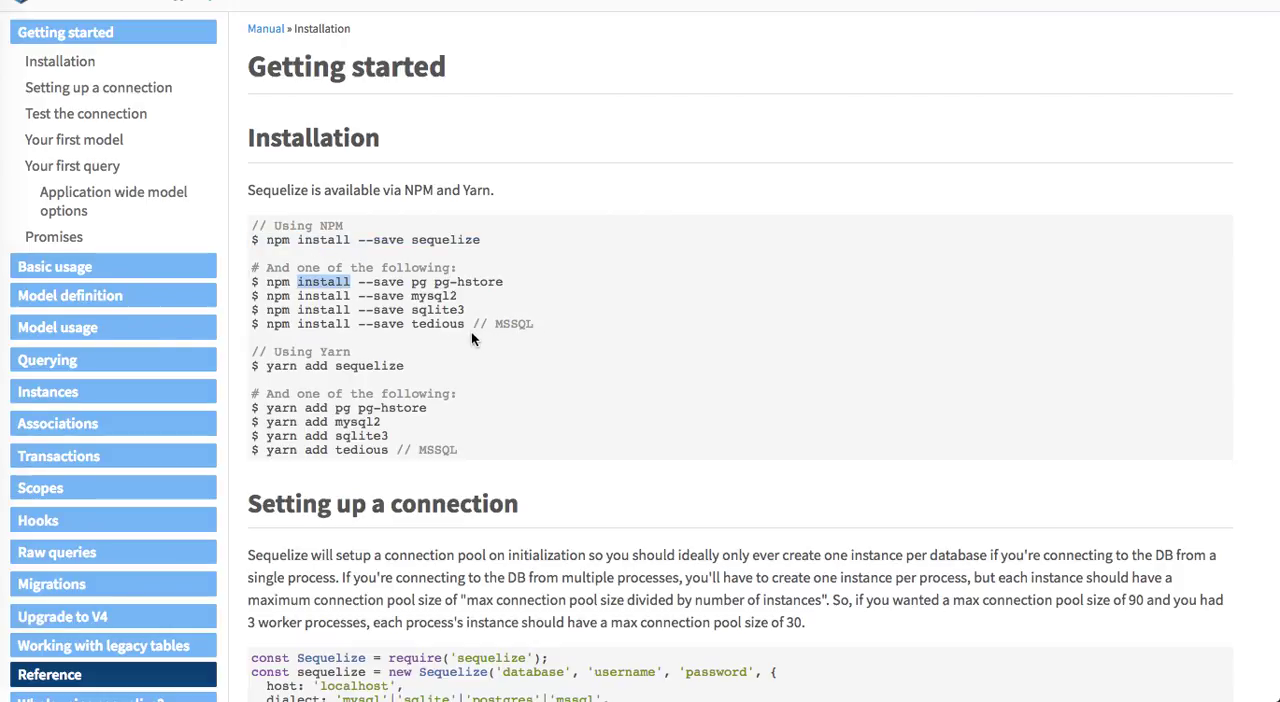 Getting started
Installation
Setting up a connection
Test the connection
Your first model
Your first query
Application wide model
options
Promises
Basic usage
Model definition
Model usage
Querying
Instances
Associations
Transactions
Scopes
Hooks
Raw queries
Migrations
Upgrade to V4
Working with legacy tables
Reference
Manual » Installation
Getting started
Installation
Sequelize is available via NPM and Yarn.
// Using NPM
$ npm install --save sequelize
# And one of the following:
$ npm install --save pg pg-hstore
$ npm install --save mysql2
$ npm install --save sqlite3
$ npm install --save tedious // MSSQL
// Using Yarn
$ yarn add sequelize
# And one of the following:
$ yarn add pg pg-hstore
$ yarn add mysql2
$ yarn add sqlite3
$ yarn add tedious // MSSQL
Setting up a connection
Sequelize will setup a connection pool on initialization so you should ideally only ever create one instance per database if you're connecting to the DB from a
single process. If you're connecting to the DB from multiple processes, you'll have to create one instance per process, but each instance should have a
maximum connection pool size of "max connection pool size divided by number of instances". So, if you wanted a max connection pool size of 90 and you had
3 worker processes, each process's instance should have a max connection pool size of 30.
const Sequelize = require('sequelize');
const sequelize = new Sequelize('database', 'username', 'password', {
host: 'localhost',
dialect: 'mysql'|'sqlite'|'postgres'|'mssql',